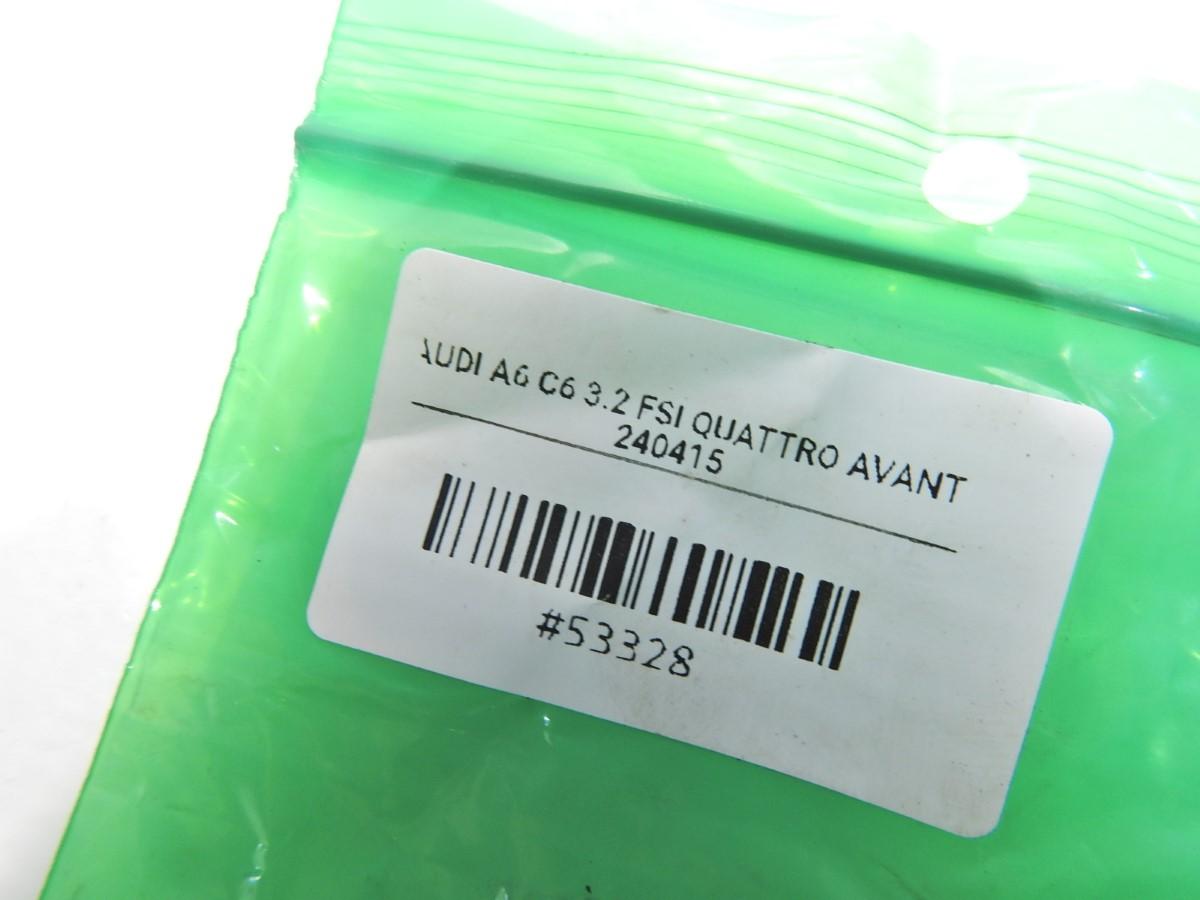 AUDI A6 C6 3.2 FSI QUATTRO AVANT
240415
#53328